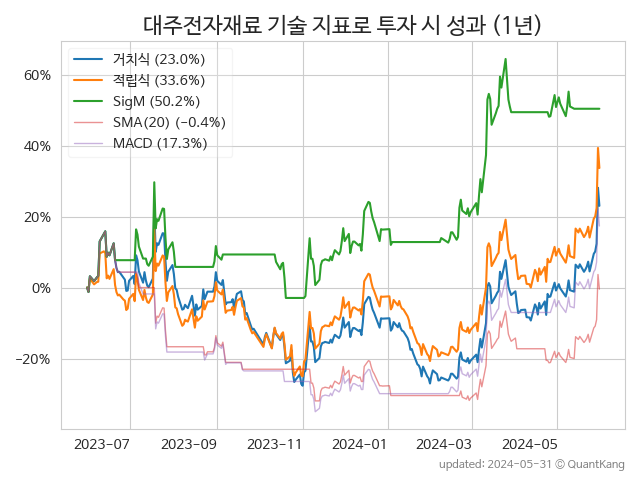 대주전자재료 기술 지표로 투자 시 성과 (1년)
거치식 (23.0%)
적립식 (33.6%)
SigM (50.2%)
SMA(20) (−0.4%)
MACD (17.3%)
60%
40%
20%
0%
−20%
2023-07 2023-09 2023-11 2024-01 2024-03 2024-05
updated: 2024-05-31 © QuantKang